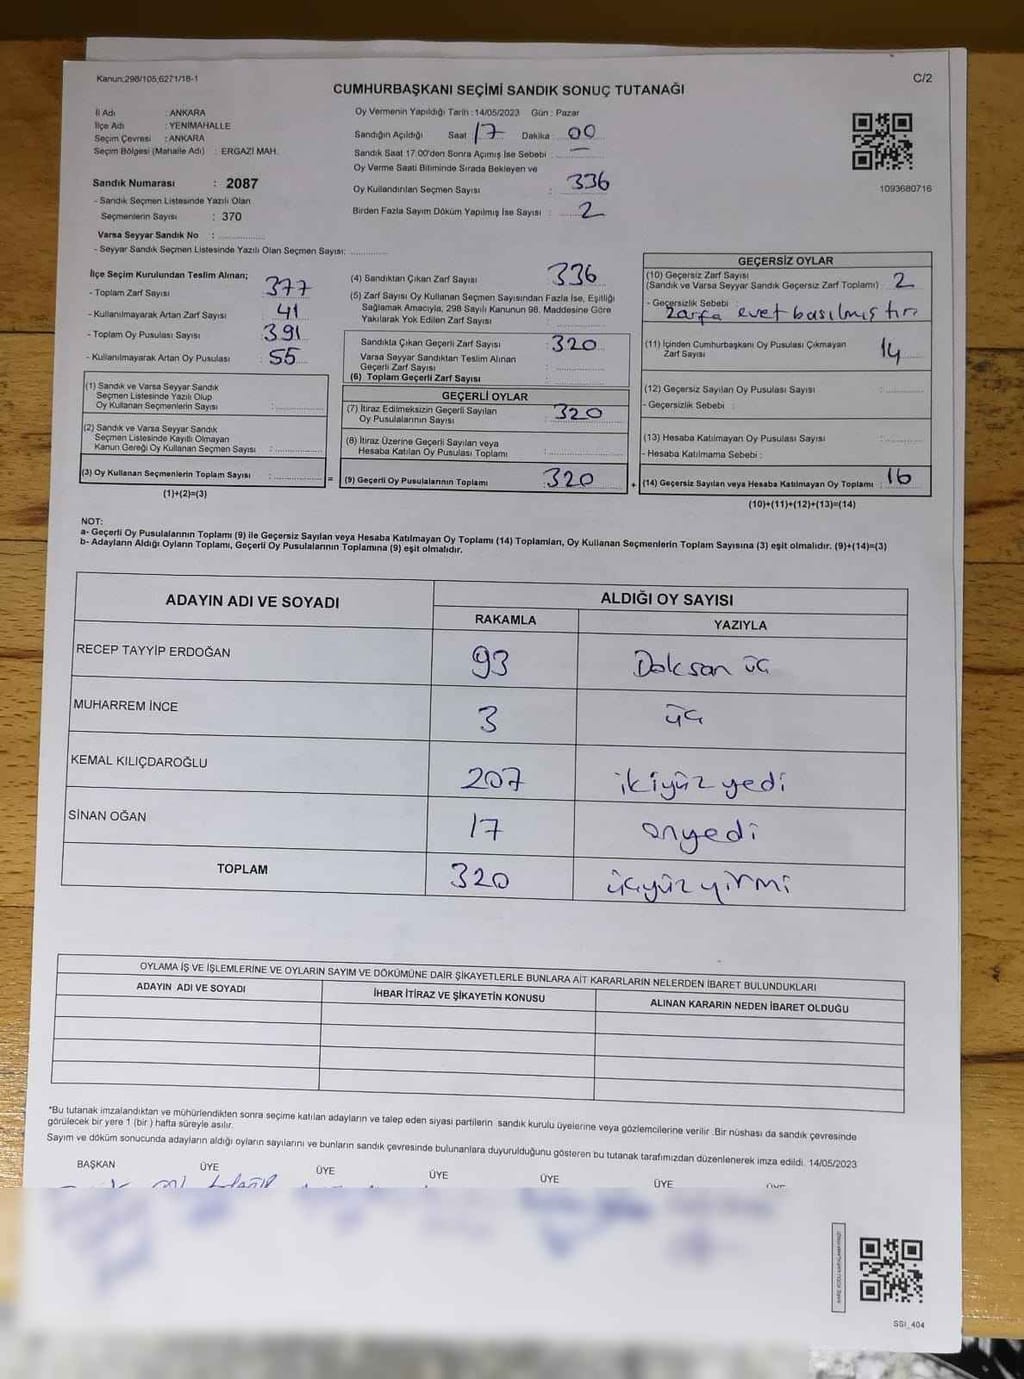 Kanun:298/105;6271/18-1
C/2
CUMHURBAŞKANI SEÇİMİ SANDIK SONUÇ TUTANAĞI
İl Adı : ANKARA
İlçe Adı : YENİMAHALLE
Seçim Çevresi : ANKARA
Seçim Bölgesi (Mahalle Adı) : ERGAZİ MAH.
Sandık Numarası : 2087
- Sandık Seçmen Listesinde Yazılı Olan
Seçmenlerin Sayısı : 370
Varsa Seyyar Sandık No :
- Seyyar Sandık Seçmen Listesinde Yazılı Olan Seçmen Sayısı:
Oy Vermenin Yapıldığı Tarih : 14/05/2023 Gün : Pazar
Sandığın Açıldığı Saat 17 Dakika 00
Sandık Saat 17.00'den Sonra Açımış İse Sebebi : —
Oy Verme Saati Bitiminde Sırada Bekleyen ve
Oy Kullandırılan Seçmen Sayısı : 336
Birden Fazla Sayım Döküm Yapılmış İse Sayısı : 2
1093680716
İlçe Seçim Kurulundan Teslim Alınan;
- Toplam Zarf Sayısı : 377
- Kullanılmayarak Artan Zarf Sayısı : 41
- Toplam Oy Pusulası Sayısı : 391
- Kullanılmayarak Artan Oy Pusulası : 55
(1) Sandık ve Varsa Seyyar Sandık
Seçmen Listesinde Yazılı Olup
Oy Kullanan Seçmenlerin Sayısı :
(2) Sandık ve Varsa Seyyar Sandık
Seçmen Listesinde Kayıtlı Olmayan
Kanun Gereği Oy Kullanan Seçmen Sayısı :
(3) Oy Kullanan Seçmenlerin Toplam Sayısı :
(1)+(2)=(3)
=
(4) Sandıktan Çıkan Zarf Sayısı : 336
(5) Zarf Sayısı Oy Kullanan Seçmen Sayısından Fazla İse, Eşitliği
Sağlamak Amacıyla, 298 Sayılı Kanunun 98. Maddesine Göre
Yakılarak Yok Edilen Zarf Sayısı :
Sandıkla Çıkan Geçerli Zarf Sayısı : 320
Varsa Seyyar Sandıktan Teslim Alınan
Geçerli Zarf Sayısı :
(6) Toplam Geçerli Zarf Sayısı :
GEÇERLİ OYLAR
(7) İtiraz Edilmeksizin Geçerli Sayılan
Oy Pusulalarının Sayısı : 320
(8) İtiraz Üzerine Geçerli Sayılan veya
Hesaba Katılan Oy Pusulası Toplamı :
(9) Geçerli Oy Pusulalarının Toplamı : 320
+
GEÇERSİZ OYLAR
(10) Geçersiz Zarf Sayısı
(Sandık ve Varsa Seyyar Sandık Geçersiz Zarf Toplamı) : 2
- Geçersizlik Sebebi :
Zarfa evet basılmıştır
(11) İçinden Cumhurbaşkanı Oy Pusulası Çıkmayan
Zarf Sayısı : 14
(12) Geçersiz Sayılan Oy Pusulası Sayısı :
- Geçersizlik Sebebi :
(13) Hesaba Katılmayan Oy Pusulası Sayısı :
- Hesaba Katılmama Sebebi :
(14) Geçersiz Sayılan veya Hesaba Katılmayan Oy Toplamı : 16
(10)+(11)+(12)+(13)=(14)
NOT:
a- Geçerli Oy Pusulalarının Toplamı (9) ile Geçersiz Sayılan veya Hesaba Katılmayan Oy Toplamı (14) Toplamları, Oy Kullanan Seçmenlerin Toplam Sayısına (3) eşit olmalıdır. (9)+(14)=(3)
b- Adayların Aldığı Oyların Toplamı, Geçerli Oy Pusulalarının Toplamına (9) eşit olmalıdır.
ADAYIN ADI VE SOYADI
ALDIĞI OY SAYISI
RAKAMLA YAZIYLA
RECEP TAYYİP ERDOĞAN 93 Doksan üç
MUHARREM İNCE 3 üç
KEMAL KILIÇDAROĞLU 207 ikiyüz yedi
SİNAN OĞAN 17 onyedi
TOPLAM 320 üçyüz yirmi
OYLAMA İŞ VE İŞLEMLERİNE VE OYLARIN SAYIM VE DÖKÜMÜNE DAİR ŞİKAYETLERLE BUNLARA AİT KARARLARIN NELERDEN İBARET BULUNDUKLARI
ADAYIN ADI VE SOYADI İHBAR İTİRAZ VE ŞİKAYETİN KONUSU ALINAN KARARIN NEDEN İBARET OLDUĞU
*Bu tutanak imzalandıktan ve mühürlendikten sonra seçime katılan adayların ve talep eden siyasi partilerin sandık kurulu üyelerine veya gözlemcilerine verilir. Bir nüshası da sandık çevresinde
görülecek bir yere 1 (bir) hafta süreyle asılır.
Sayım ve döküm sonucunda adayların aldığı oyların sayılarını ve bunların sandık çevresinde bulunanlara duyurulduğunu gösteren bu tutanak tarafımızdan düzenlenerek imza edildi. 14/05/2023
BAŞKAN ÜYE ÜYE ÜYE ÜYE ÜYE
SSI_404